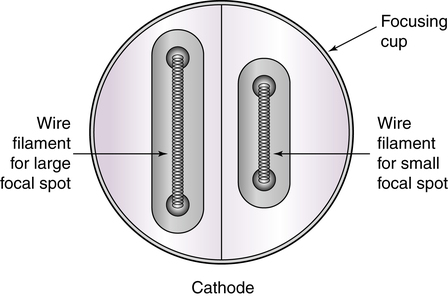 Focusing
cup
Wire
filament
for large
focal spot
Wire
filament
for small
focal spot
Cathode